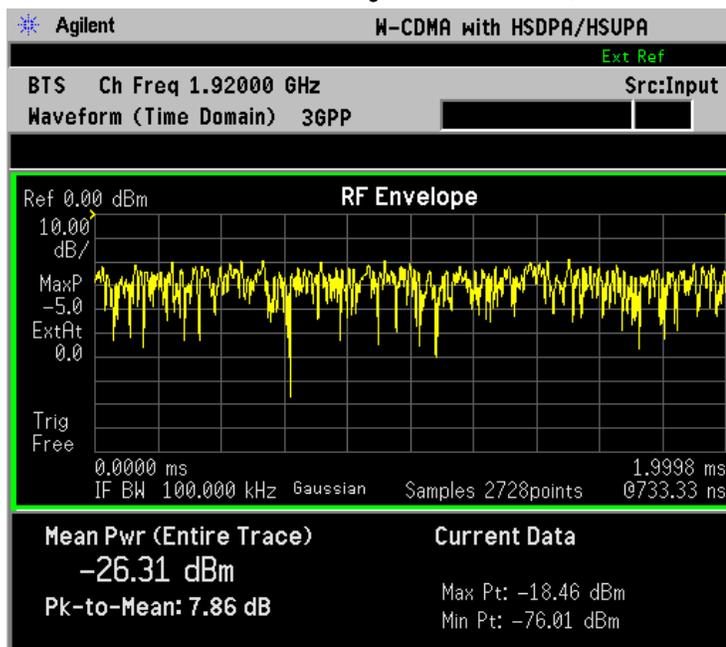 Agilent
W-CDMA with HSDPA/HSUPA
Ext Ref
BTS Ch Freq 1.92000 GHz Src:Input
Waveform (Time Domain) 3GPP
Ref 0.00 dBm RF Envelope
10.00
dB/
MaxP
-5.0
ExtAt
0.0
Trig
Free
0.0000 ms 1.9998 ms
IF BW 100.000 kHz Gaussian Samples 2728points @733.33 ns
Mean Pwr (Entire Trace) Current Data
-26.31 dBm
Max Pt: -18.46 dBm
Pk-to-Mean: 7.86 dB
Min Pt: -76.01 dBm